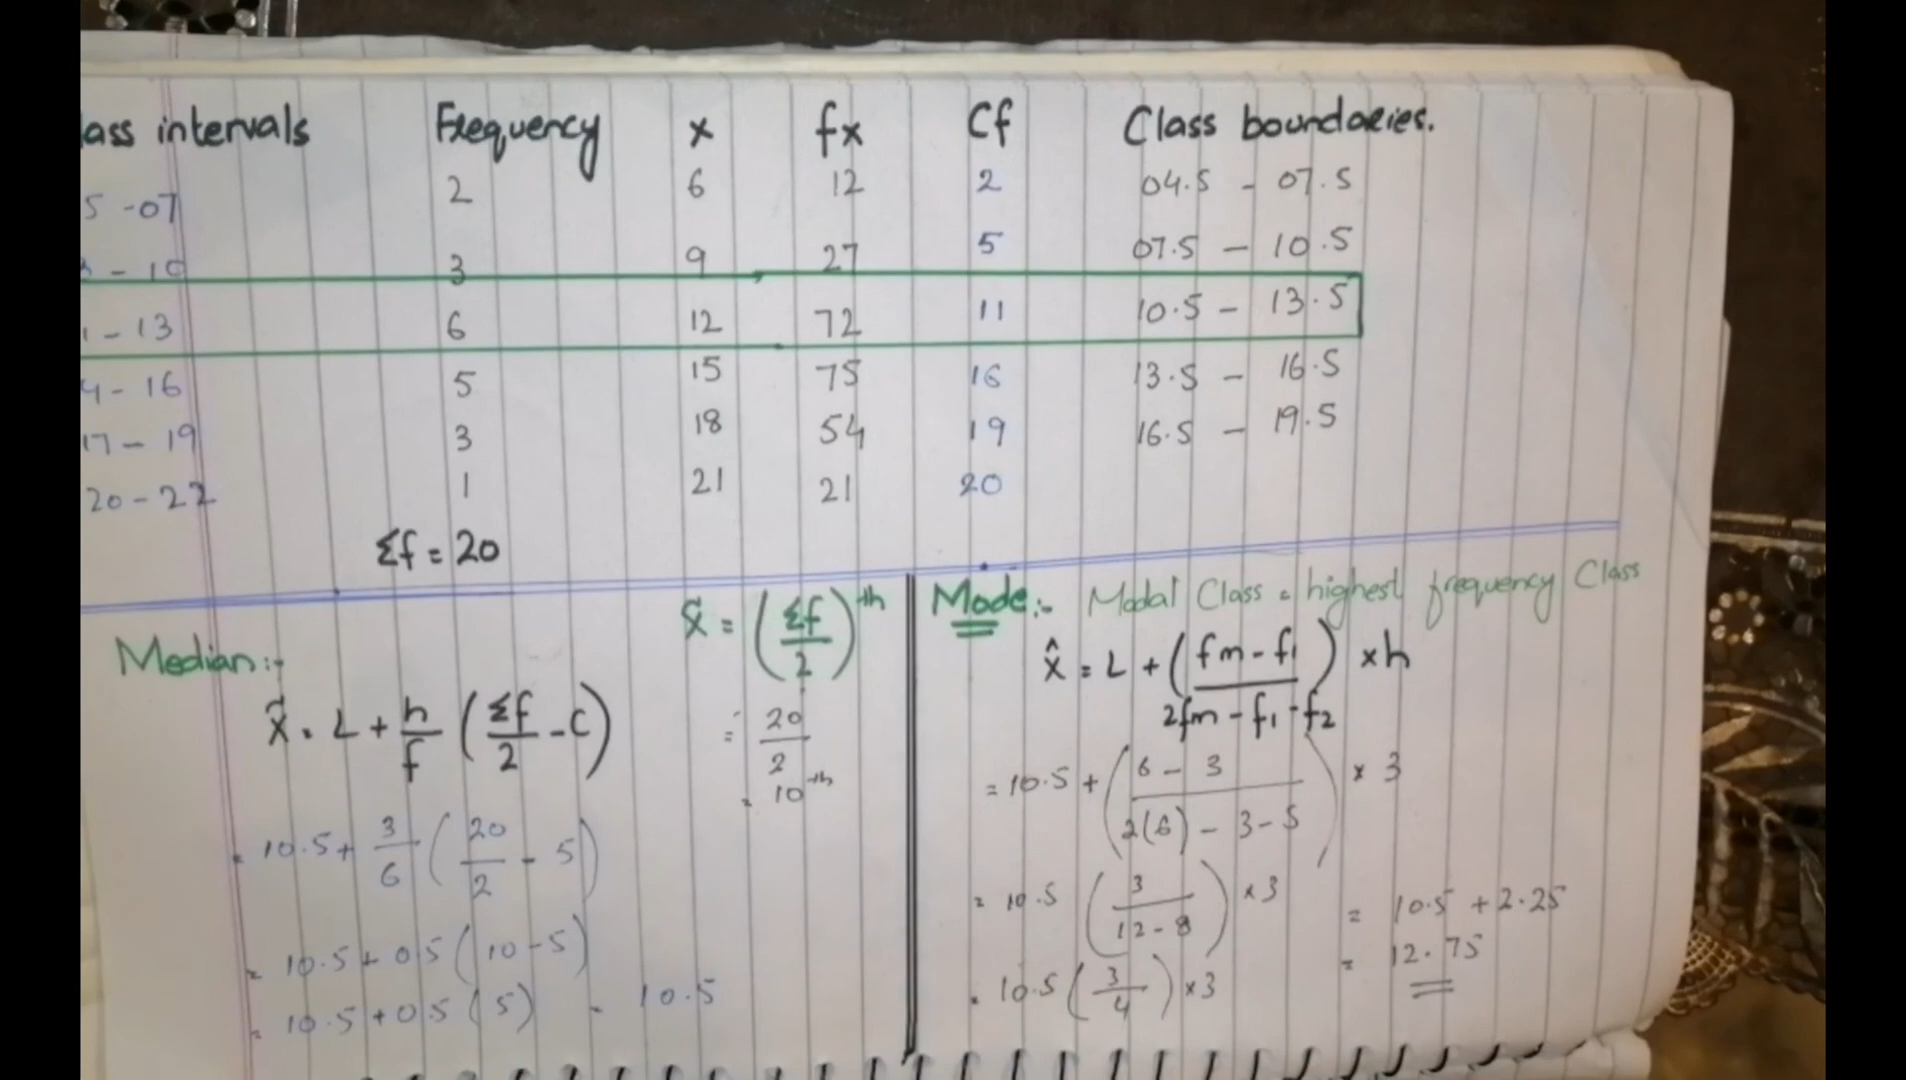 ass intervals Frequency x fx Cf Class boundaries.
5 -07 2 6 12 2 04.5 - 07.5
- 10 3 9 27 5 07.5 - 10.5
1 - 13 6 12 72 11 10.5 - 13.5
4 - 16 5 15 75 16 13.5 - 16.5
17 - 19 3 18 54 19 16.5 - 19.5
20 - 22 1 21 21 20
Σf = 20
Median:-
x̃ = L + h/f (Σf/2 - C)
= 10.5 + 3/6 (20/2 - 5)
= 10.5 + 0.5 (10 - 5)
= 10.5 + 0.5 (5) = 10.5
x̃ = (Σf/2)th
= 20/2
= 10th
Mode:- Modal Class = highest frequency Class
x̂ = L + (fm - f1 / 2fm - f1 - f2) x h
= 10.5 + (6 - 3 / 2(6) - 3 - 5) x 3
= 10.5 (3 / 12 - 8) x 3
= 10.5 (3/4) x 3
= 10.5 + 2.25
= 12.75